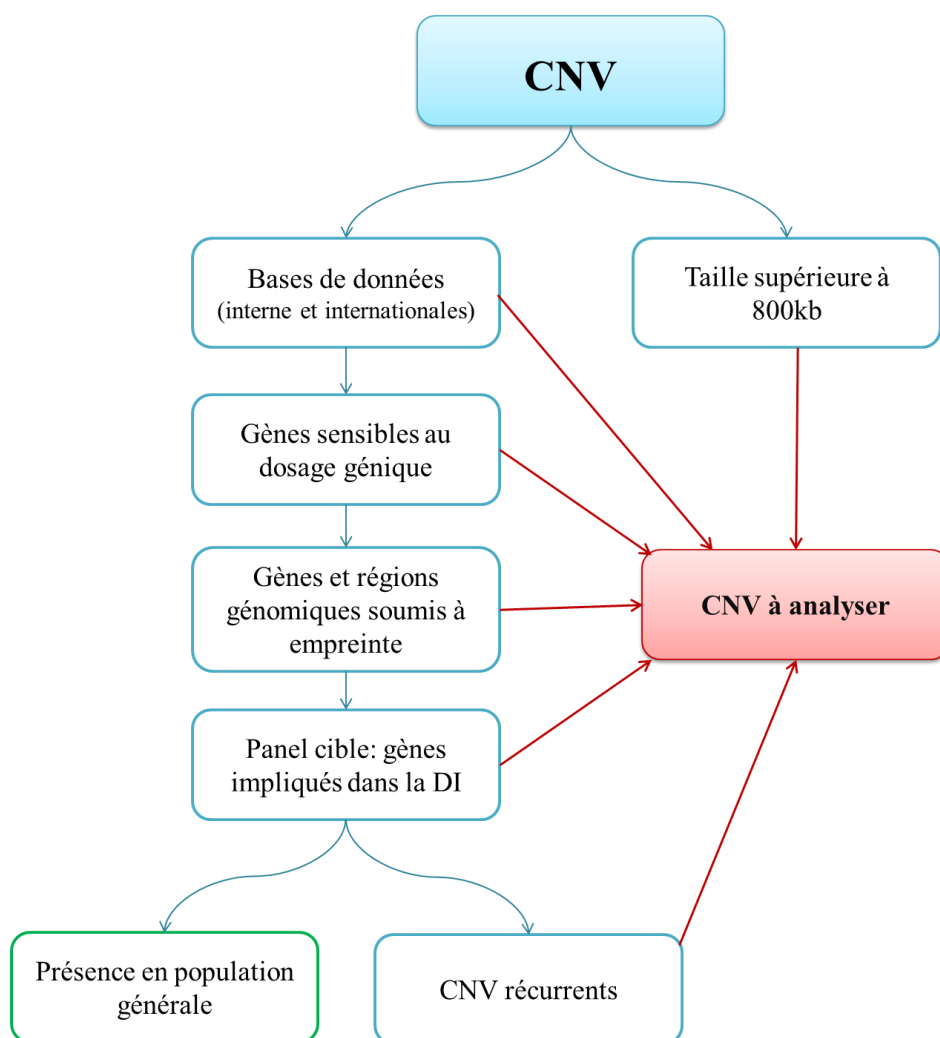 CNV
Bases de données
(interne et internationales)
Taille supérieure à
800kb
Gènes sensibles au
dosage génique
Gènes et régions
génomiques soumis à
empreinte
CNV à analyser
Panel cible: gènes
impliqués dans la DI
Présence en population
générale
CNV récurrents